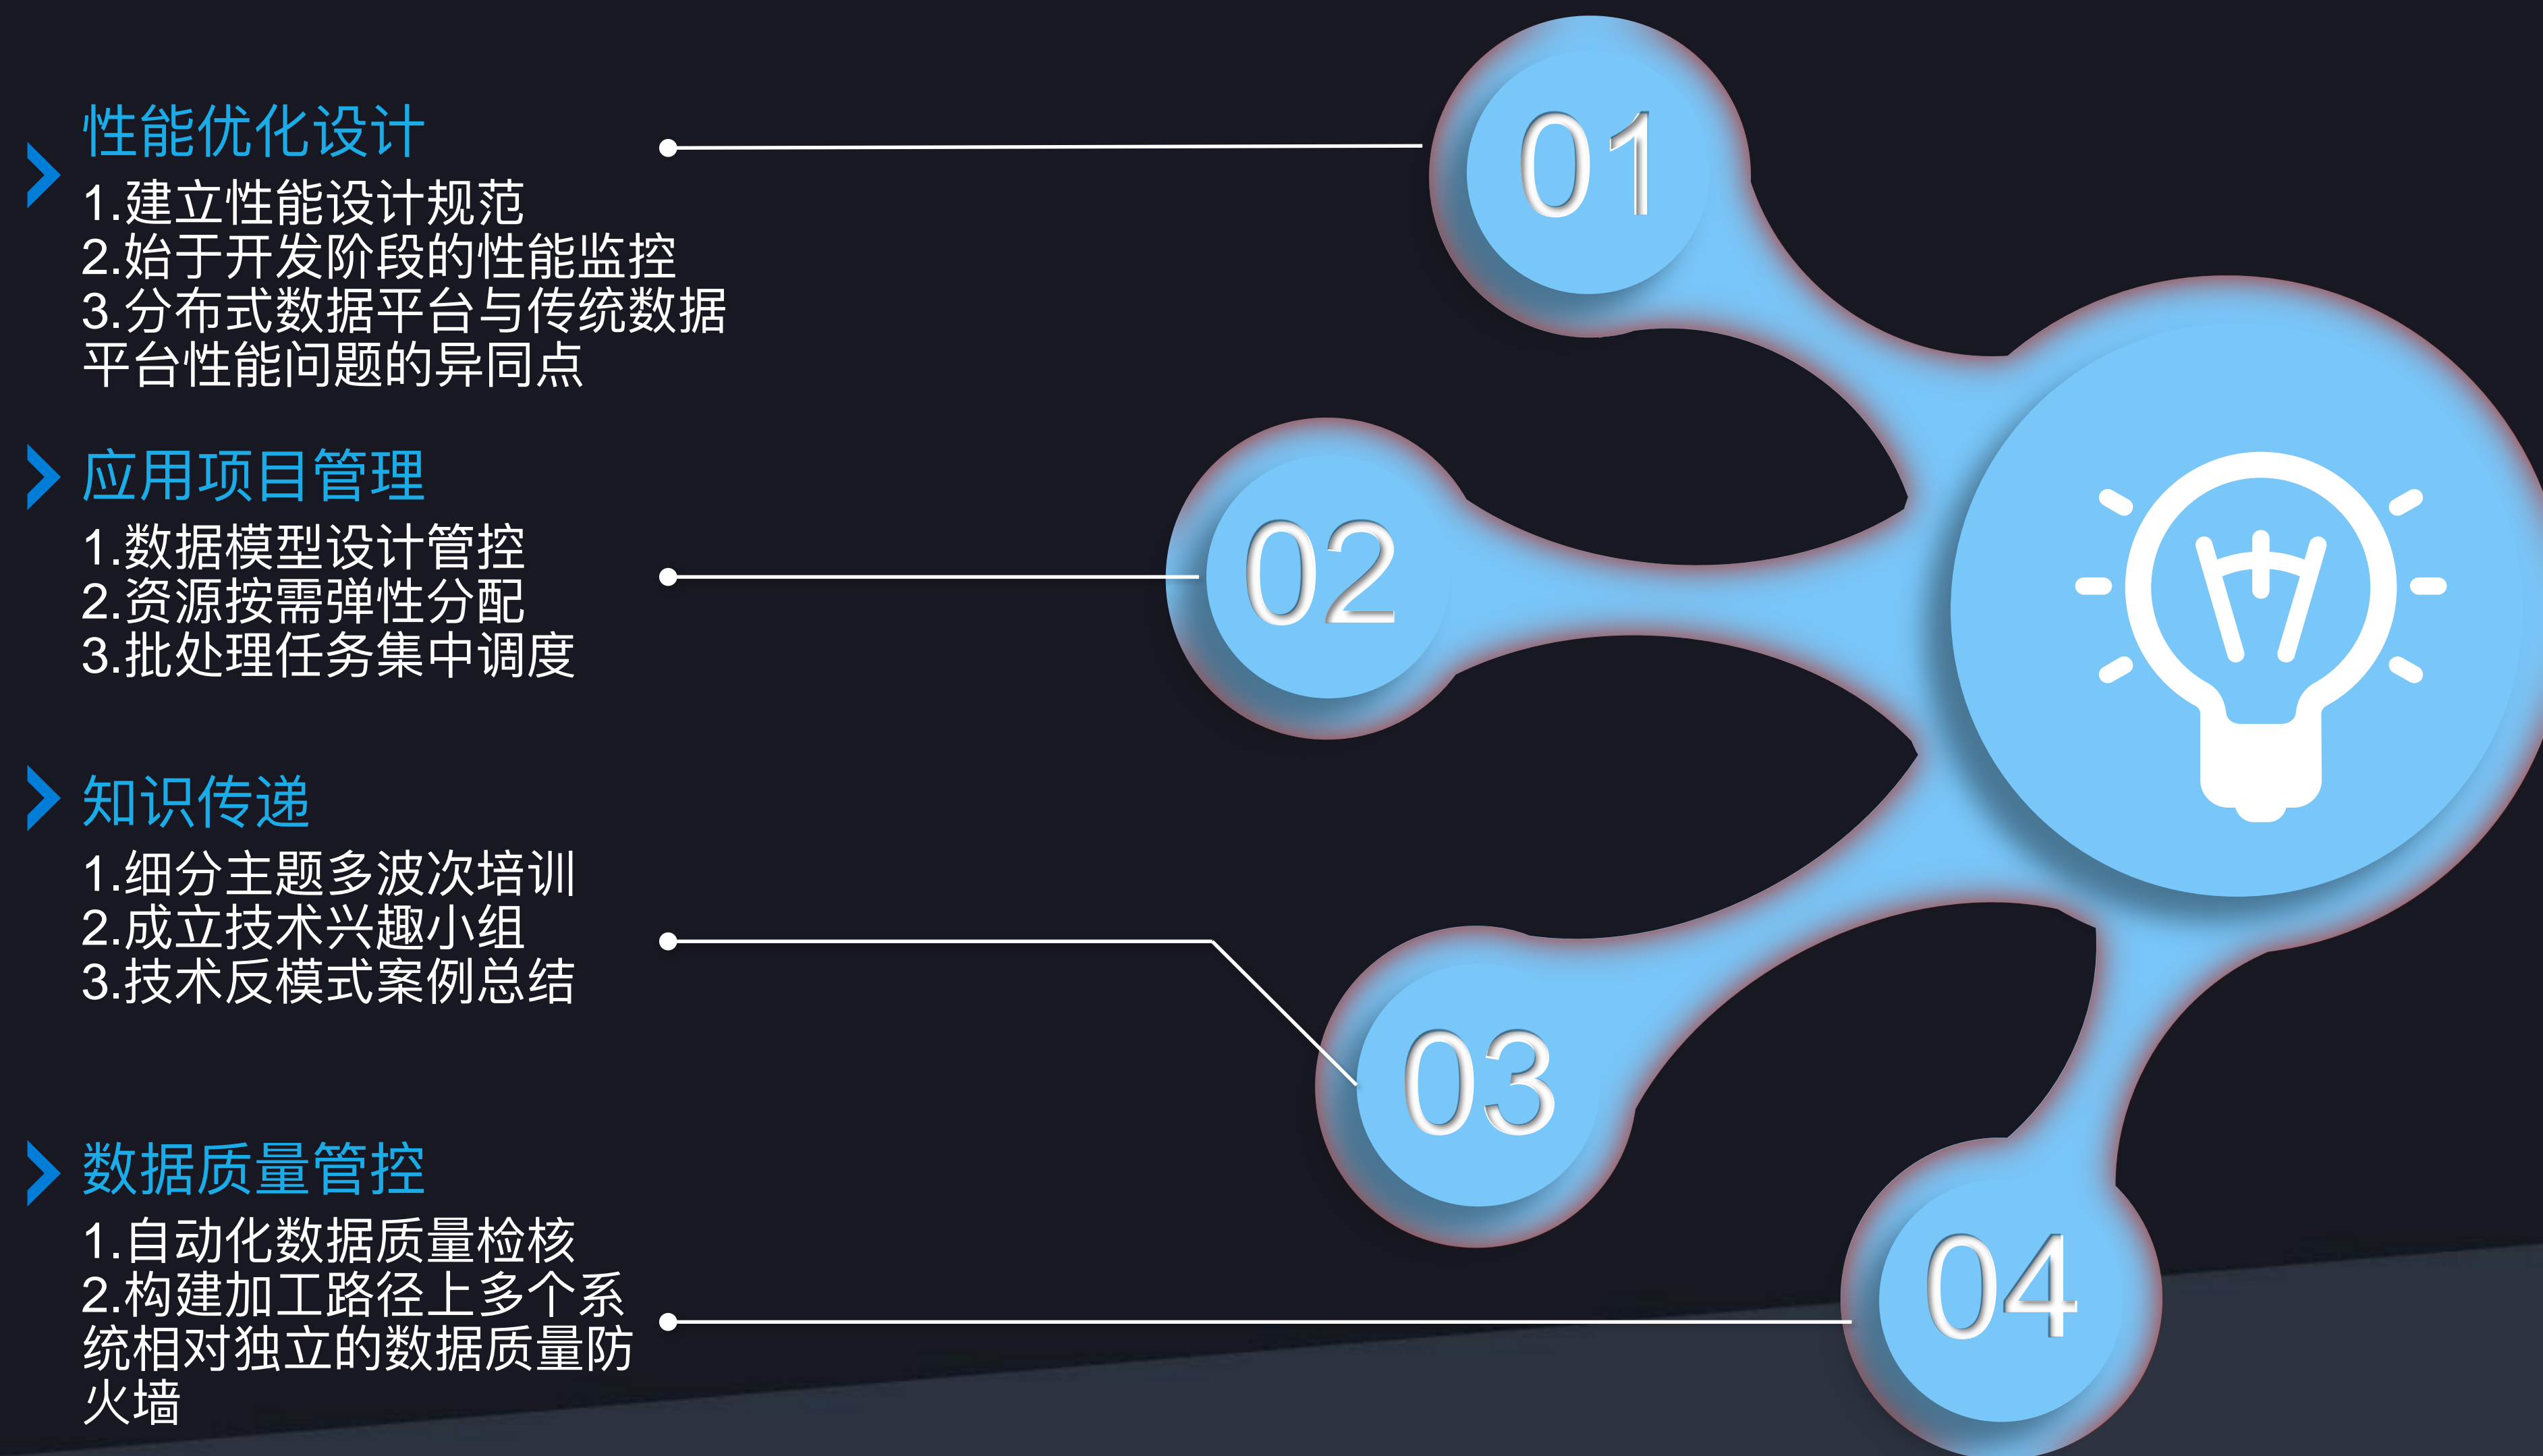 性能优化设计
1.建立性能设计规范
2.始于开发阶段的性能监控
3.分布式数据平台与传统数据
平台性能问题的异同点
01
应用项目管理
1.数据模型设计管控
2.资源按需弹性分配
3.批处理任务集中调度
02
知识传递
1.细分主题多波次培训
2.成立技术兴趣小组
3.技术反模式案例总结
03
数据质量管控
1.自动化数据质量检核
2.构建加工路径上多个系
统相对独立的数据质量防
火墙
04